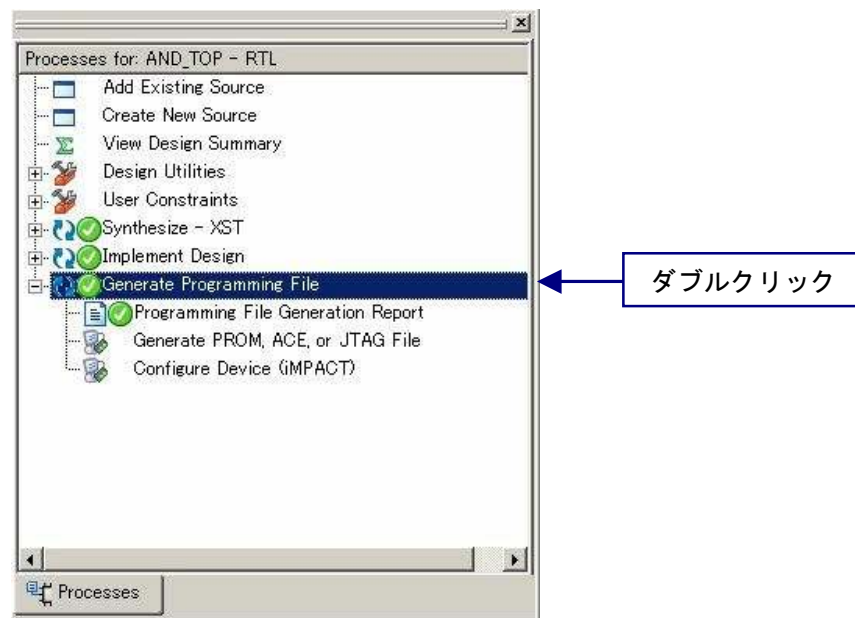 Processes for: AND_TOP - RTL
Add Existing Source
Create New Source
View Design Summary
Design Utilities
User Constraints
Synthesize - XST
Implement Design
Generate Programming File
ダブルクリック
Programming File Generation Report
Generate PROM, ACE, or JTAG File
Configure Device (iMPACT)
Processes